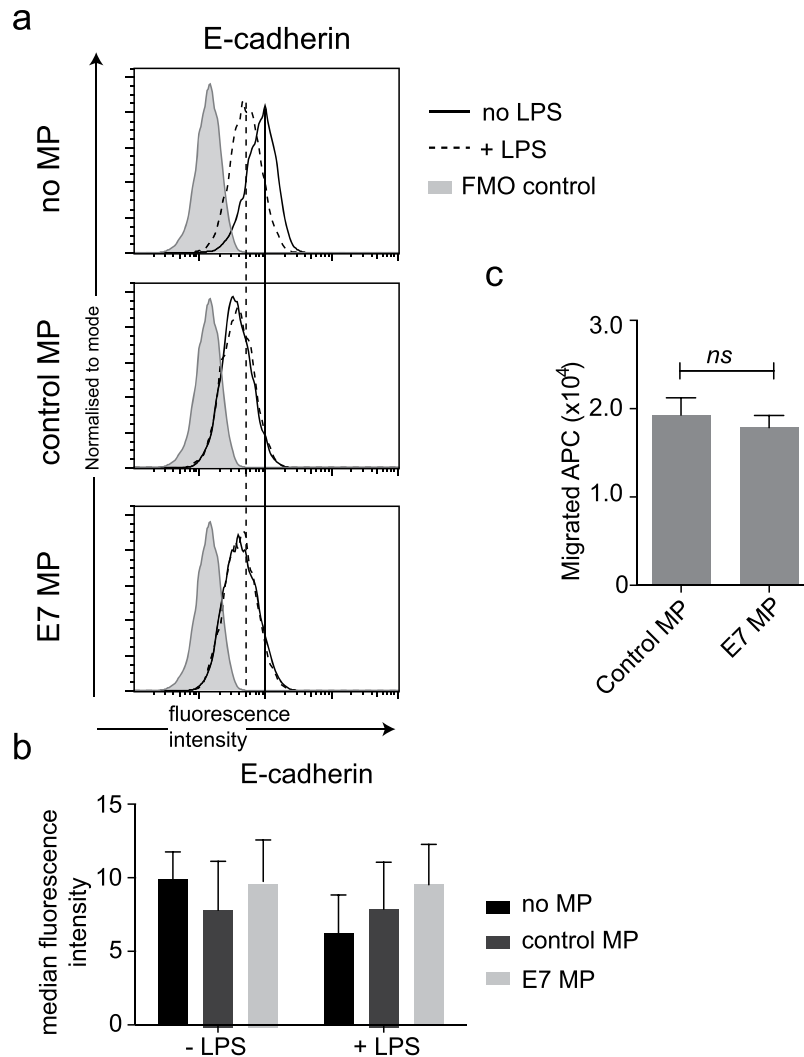 a
E-cadherin
no MP
control MP
E7 MP
Normalised to mode
fluorescence
intensity
no LPS
+ LPS
FMO control
c
Migrated APC (x10⁴)
3.0
2.0
1.0
0
ns
Control MP
E7 MP
b
E-cadherin
median fluorescence
intensity
15
10
5
0
- LPS
+ LPS
no MP
control MP
E7 MP